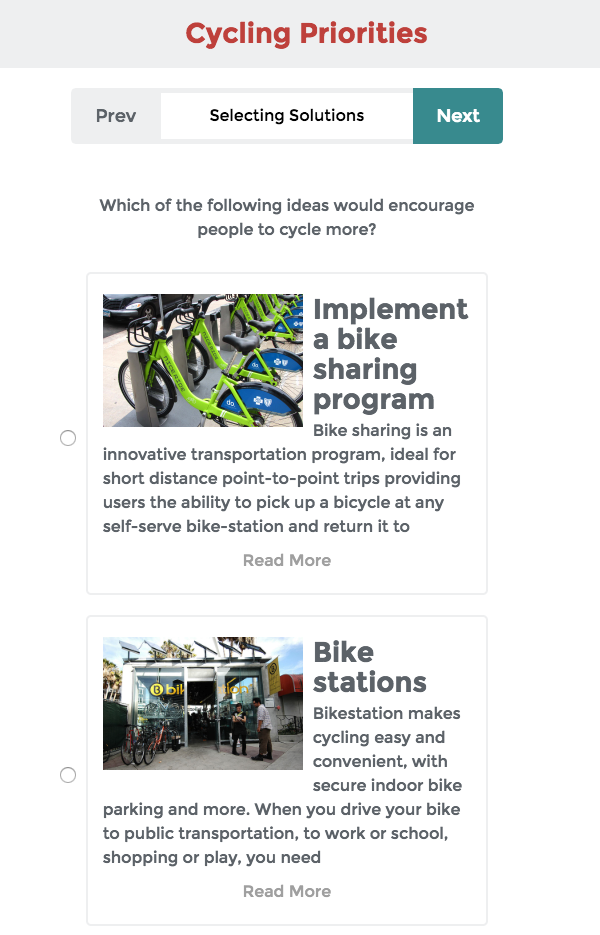 Cycling Priorities
Prev
Selecting Solutions
Next
Which of the following ideas would encourage
people to cycle more?
Implement
a bike
sharing
program
Bike sharing is an
innovative transportation program, ideal for
short distance point-to-point trips providing
users the ability to pick up a bicycle at any
self-serve bike-station and return it to
Read More
Bike
stations
Bikestation makes
cycling easy and
convenient, with
secure indoor bike
parking and more. When you drive your bike
to public transportation, to work or school,
shopping or play, you need
Read More